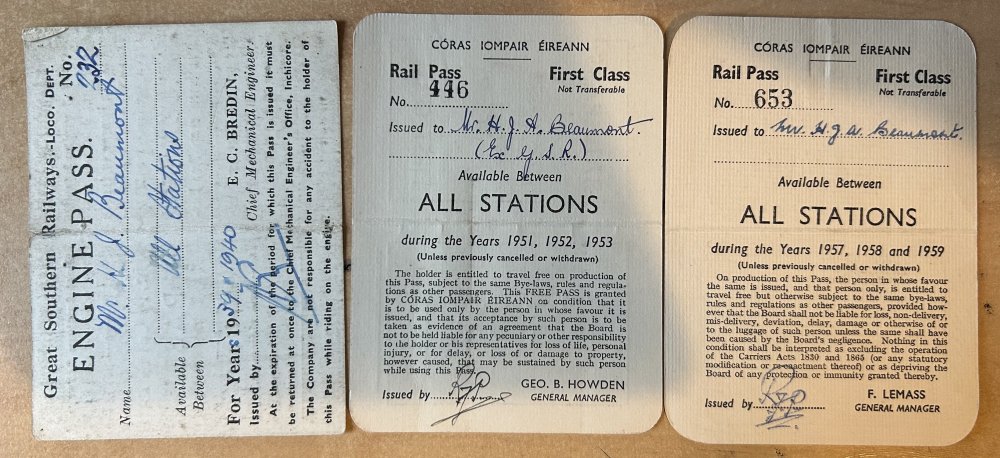 Great Southern Railways.-LOCO. DEPT.
ENGINE PASS. No. 932
Name Mr H. J. Beaumont
Available
Between All Stations
For Years 1939, 1940 E. C. BREDIN,
Issued by Chief Mechanical Engineer.
At the expiration of the period for which this Pass is issued it must
be returned at once to the Chief Mechanical Engineer's Office, Inchicore.
The Company are not responsible for any accident to the holder of
this Pass while riding on the engine.
CÓRAS IOMPAIR ÉIREANN
Rail Pass First Class
No. 446 Not Transferable
Issued to Mr. H. J. A. Beaumont.
(Ex G.S.R.)
Available Between
ALL STATIONS
during the Years 1951, 1952, 1953
(Unless previously cancelled or withdrawn)
The holder is entitled to travel free on production of
this Pass, subject to the same Bye-laws, rules and regula-
tions as other passengers. This FREE PASS is granted
by CÓRAS IOMPAIR ÉIREANN on condition that it
is to be used only by the person in whose favour it is
issued, and that its acceptance by such person is to be
taken as evidence of an agreement that the Board is
not to be held liable for any pecuniary or other responsibility
to the holder or his representatives for loss of life, personal
injury, or for delay, or loss of or damage to property,
however caused, that may be sustained by such person
while using this Pass.
GEO. B. HOWDEN
Issued by GENERAL MANAGER
CÓRAS IOMPAIR ÉIREANN
Rail Pass First Class
No. 653 Not Transferable
Issued to Mr. H. J. A. Beaumont.
Available Between
ALL STATIONS
during the Years 1957, 1958 and 1959
(Unless previously cancelled or withdrawn)
On production of this Pass, the person in whose favour
the same is issued, and that person only, is entitled to
travel free but otherwise subject to the same bye-laws,
rules and regulations as other passengers, provided how-
ever that the Board shall not be liable for loss, non-delivery,
mis-delivery, deviation, delay, damage or otherwise of or
to the luggage of such person unless the same shall have
been caused by the Board's negligence. Nothing in this
condition shall be interpreted as excluding the operation
of the Carriers Acts 1830 and 1865 (or any statutory
modification or re-enactment thereof) or as depriving the
Board of any protection or immunity granted thereby.
F. LEMASS
Issued by GENERAL MANAGER